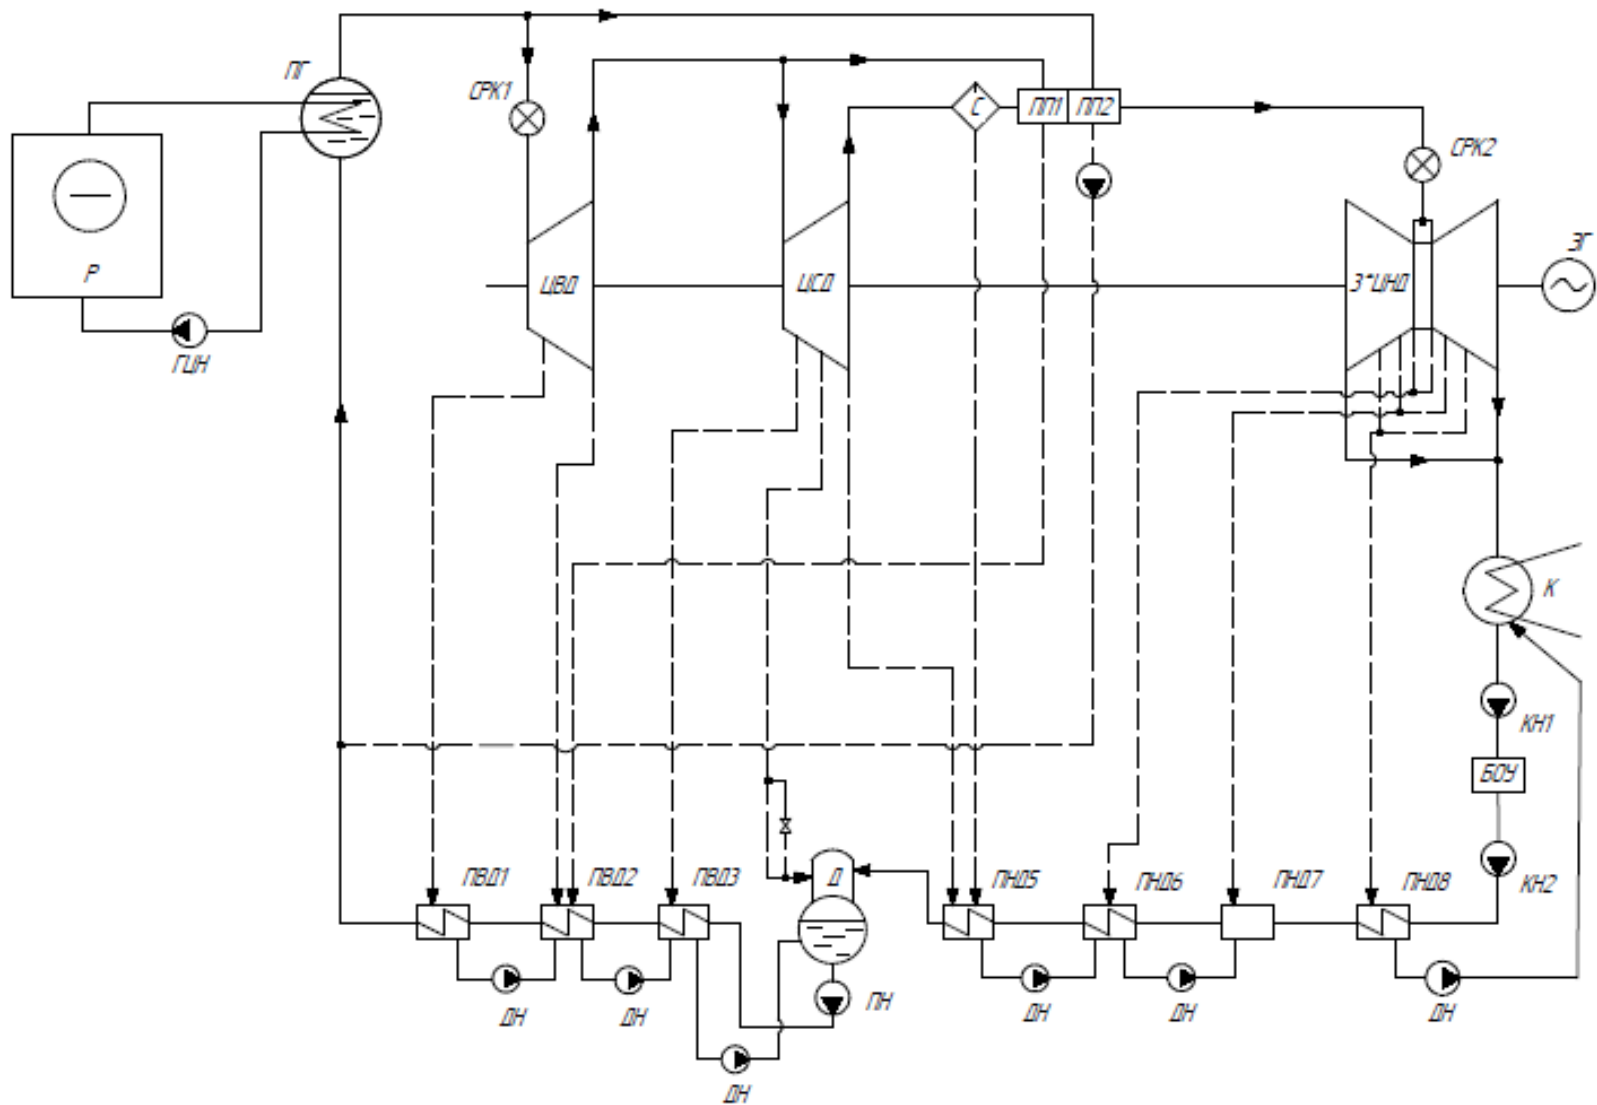 ПГ
СРК1
С
ПП1
ПП2
СРК2
Р
ЦВД
ЦСД
3*ЦНД
ЭГ
ГЦН
К
КН1
БОУ
КН2
ПВД1
ПВД2
ПВД3
Д
ПНД5
ПНД6
ПНД7
ПНД8
ПН
ДН
ДН
ДН
ДН
ДН
ДН